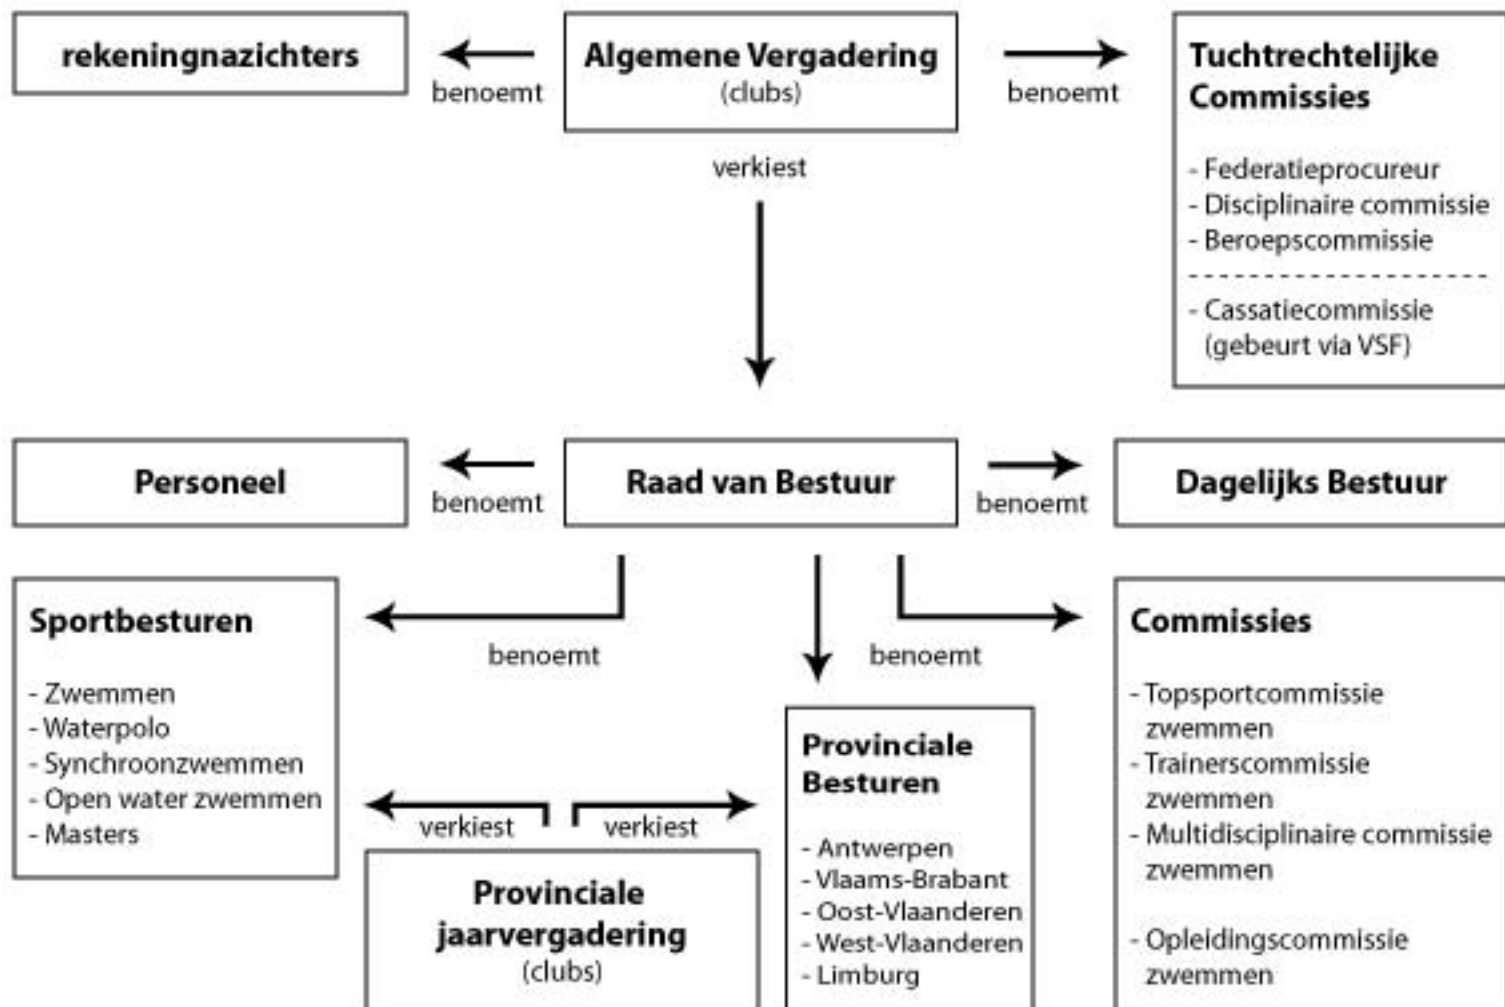 rekeningnazichters
benoemt
Algemene Vergadering
(clubs)
benoemt
Tuchtrechtelijke
Commissies
- Federatieprocureur
- Disciplinaire commissie
- Beroepscommissie
- Cassatiecommissie
(gebeurt via VSF)
verkiest
Personeel
benoemt
Raad van Bestuur
benoemt
Dagelijks Bestuur
Sportbesturen
- Zwemmen
- Waterpolo
- Synchroonzwemmen
- Open water zwemmen
- Masters
benoemt
benoemt
Commissies
- Topsportcommissie
zwemmen
- Trainerscommissie
zwemmen
- Multidisciplinaire commissie
zwemmen
- Opleidingscommissie
zwemmen
verkiest
verkiest
Provinciale
jaarvergadering
(clubs)
Provinciale
Besturen
- Antwerpen
- Vlaams-Brabant
- Oost-Vlaanderen
- West-Vlaanderen
- Limburg